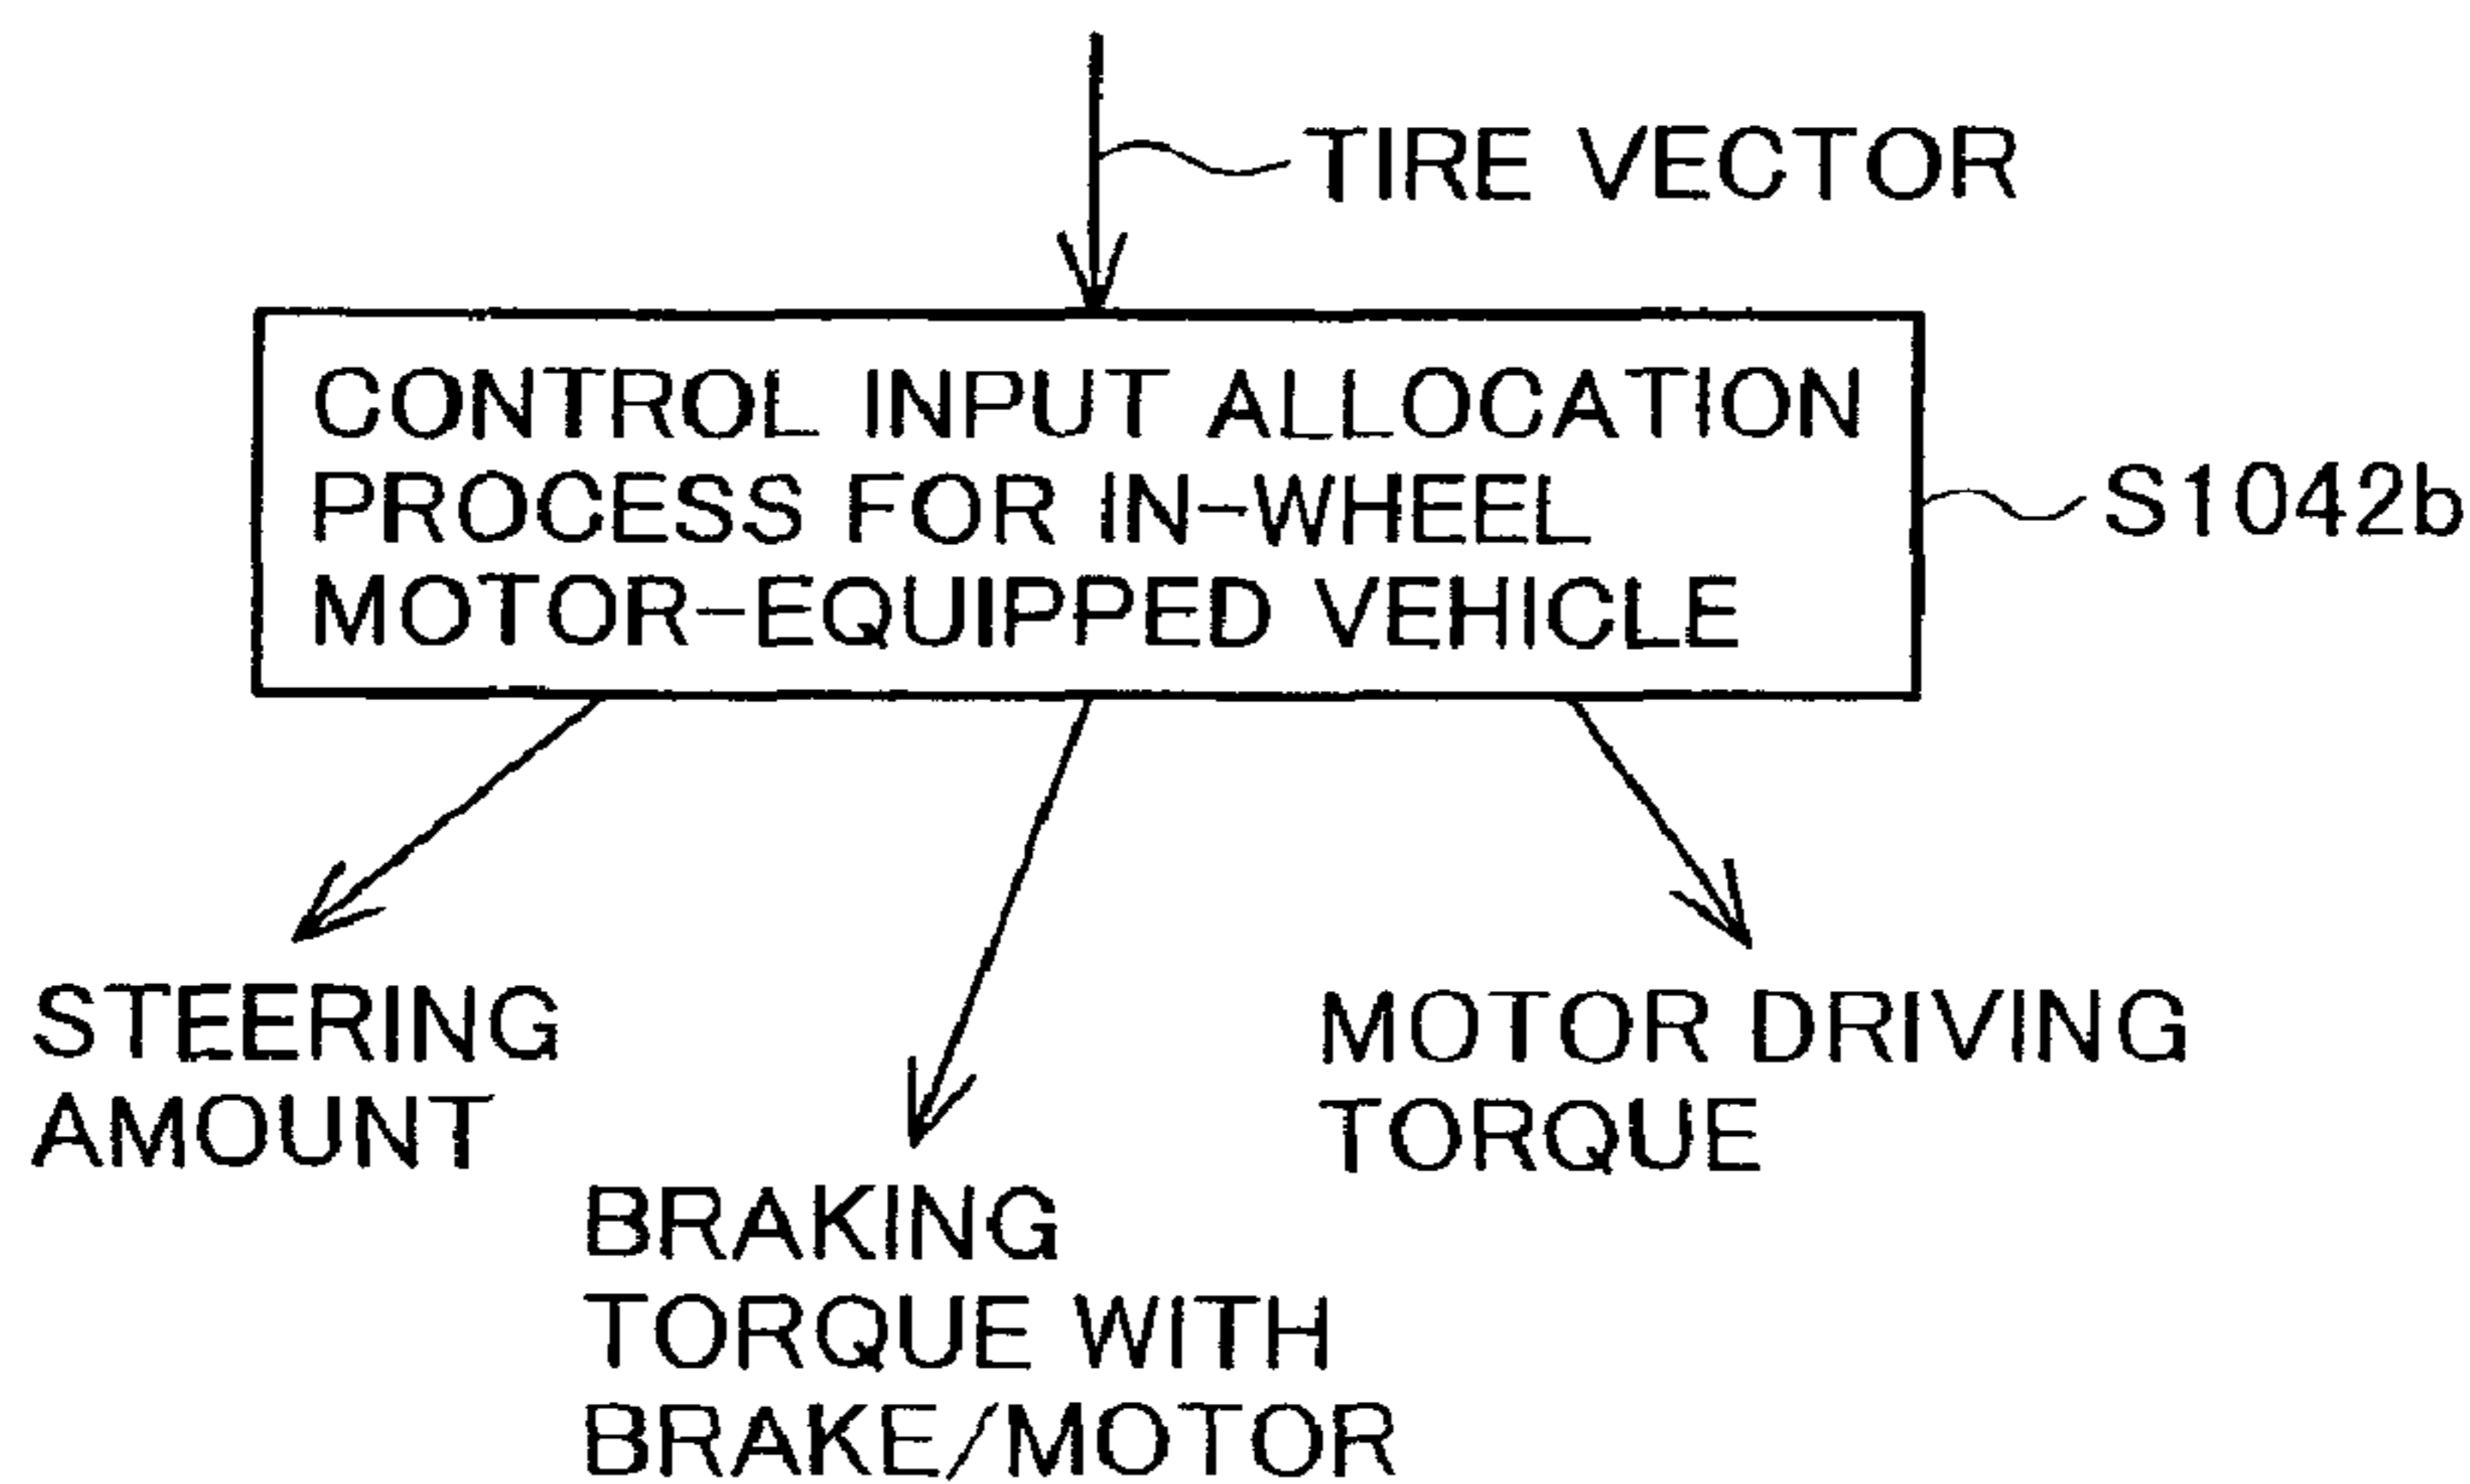 TIRE VECTOR
CONTROL INPUT ALLOCATION
PROCESS FOR IN-WHEEL
MOTOR-EQUIPPED VEHICLE
S1042b
STEERING
AMOUNT
BRAKING
TORQUE WITH
BRAKE/MOTOR
MOTOR DRIVING
TORQUE